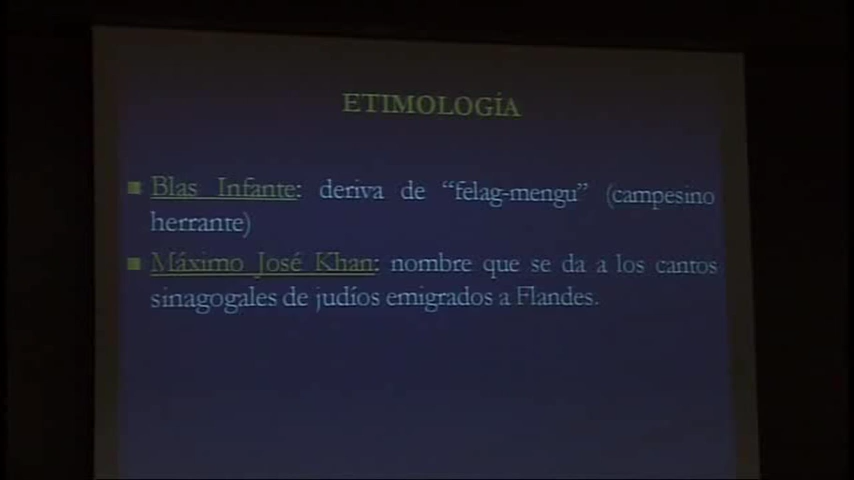 ETIMOLOGÍA
Blas Infante: deriva de “felag-mengu” (campesino
herrante)
Máximo José Khan: nombre que se da a los cantos
sinagogales de judíos emigrados a Flandes.